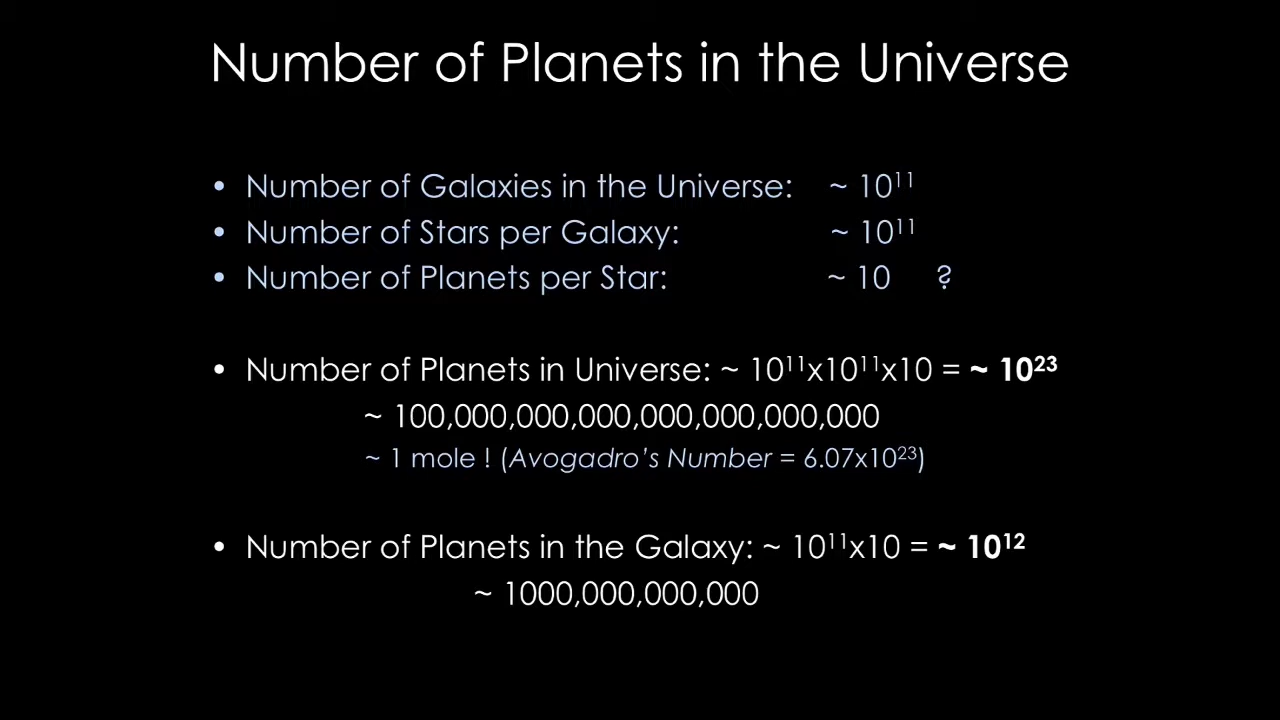 Number of Planets in the Universe
• Number of Galaxies in the Universe: ~ 10¹¹
• Number of Stars per Galaxy: ~ 10¹¹
• Number of Planets per Star: ~ 10 ?
• Number of Planets in Universe: ~ 10¹¹x10¹¹x10 = ~ 10²³
~ 100,000,000,000,000,000,000,000
~ 1 mole ! (Avogadro’s Number = 6.07x10²³)
• Number of Planets in the Galaxy: ~ 10¹¹x10 = ~ 10¹²
~ 1000,000,000,000